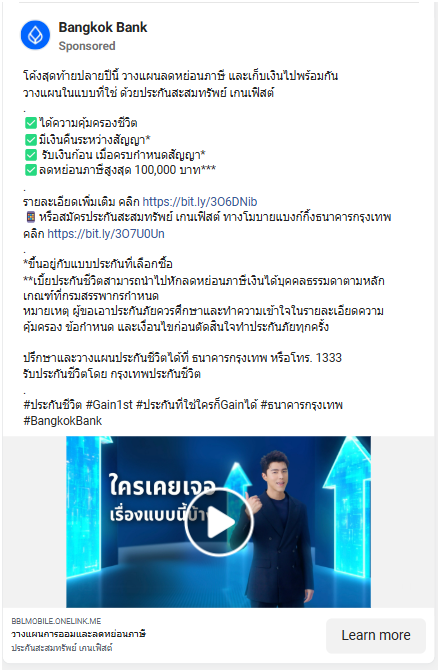 Bangkok Bank
Sponsored
โค้งสุดท้ายปลายปีนี้ วางแผนลดหย่อนภาษี และเก็บเงินไปพร้อมกัน
วางแผนในแบบที่ใช่ ด้วยประกันสะสมทรัพย์ เกนเฟิสต์
.
✅ได้ความคุ้มครองชีวิต
✅มีเงินคืนระหว่างสัญญา*
✅ รับเงินก้อน เมื่อครบกำหนดสัญญา*
✅ลดหย่อนภาษีสูงสุด 100,000 บาท***
.
รายละเอียดเพิ่มเติม คลิก https://bit.ly/3O6DNib
📱หรือสมัครประกันสะสมทรัพย์ เกนเฟิสต์ ทางโมบายแบงก์กิ้งธนาคารกรุงเทพ
คลิก https://bit.ly/3O7U0Un
.
*ขึ้นอยู่กับแบบประกันที่เลือกซื้อ
**เบี้ยประกันชีวิตสามารถนำไปหักลดหย่อนภาษีเงินได้บุคคลธรรมดาตามหลัก
เกณฑ์ที่กรมสรรพากรกำหนด
หมายเหตุ ผู้ขอเอาประกันภัยควรศึกษาและทำความเข้าใจในรายละเอียดความ
คุ้มครอง ข้อกำหนด และเงื่อนไขก่อนตัดสินใจทำประกันภัยทุกครั้ง
ปรึกษาและวางแผนประกันชีวิตได้ที่ ธนาคารกรุงเทพ หรือโทร. 1333
รับประกันชีวิตโดย กรุงเทพประกันชีวิต
.
#ประกันชีวิต #Gain1st #ประกันที่ใช่ใครก็Gainได้ #ธนาคารกรุงเทพ
#BangkokBank
ใครเคยเจอ
เรื่องแบบนี้บ้าง
BBLMOBILE.ONELINK.ME
วางแผนการออมและลดหย่อนภาษี
ประกันสะสมทรัพย์ เกนเฟิสต์
Learn more